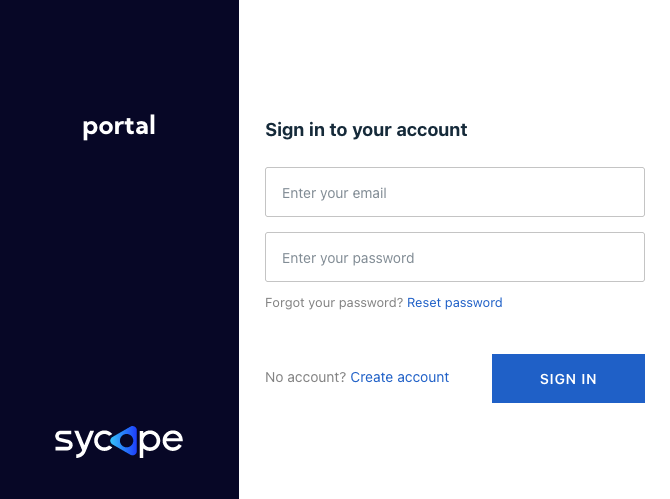 portal
Sign in to your account
Enter your email
Enter your password
Forgot your password? Reset password
No account? Create account
SIGN IN
sycope